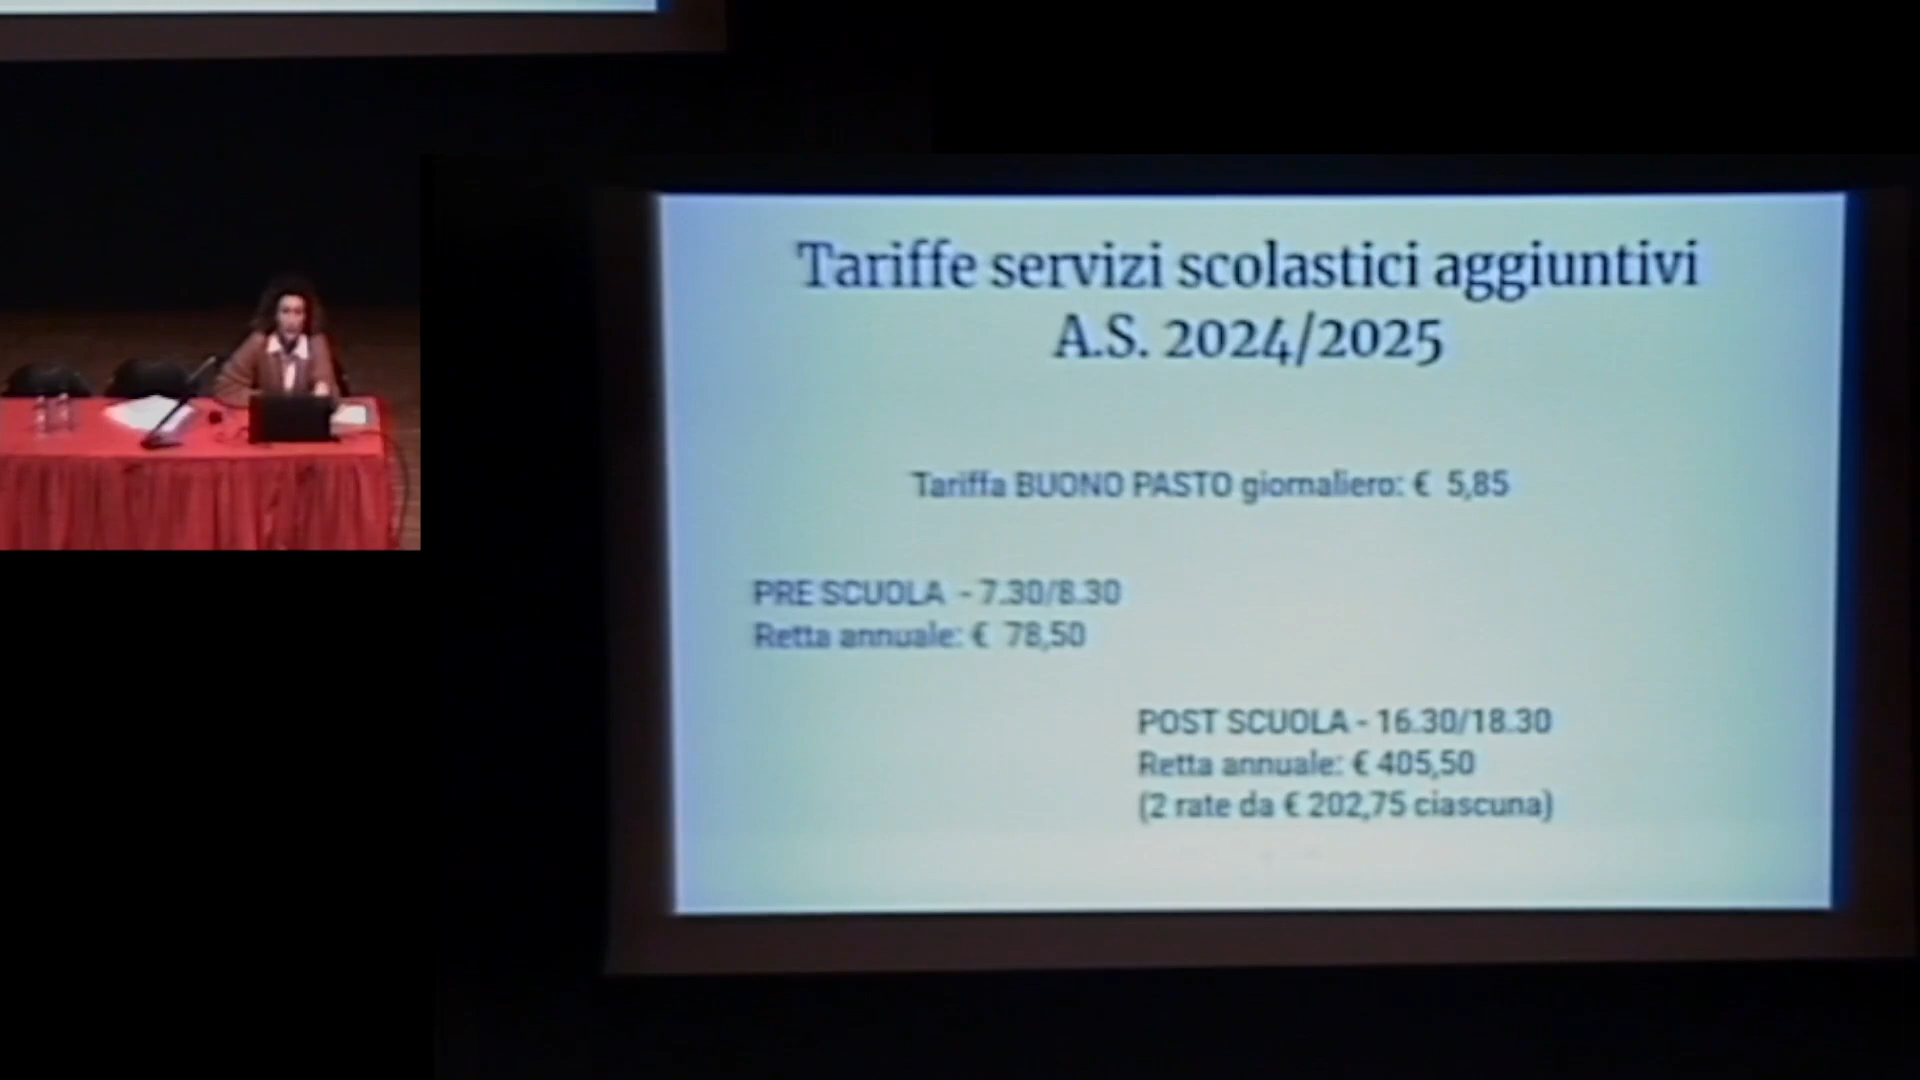 Tariffe servizi scolastici aggiuntivi
A.S. 2024/2025
Tariffa BUONO PASTO giornaliero: € 5,85
PRE SCUOLA - 7.30/8.30
Retta annuale: € 78,50
POST SCUOLA - 16.30/18.30
Retta annuale: € 405,50
(2 rate da € 202,75 ciascuna)